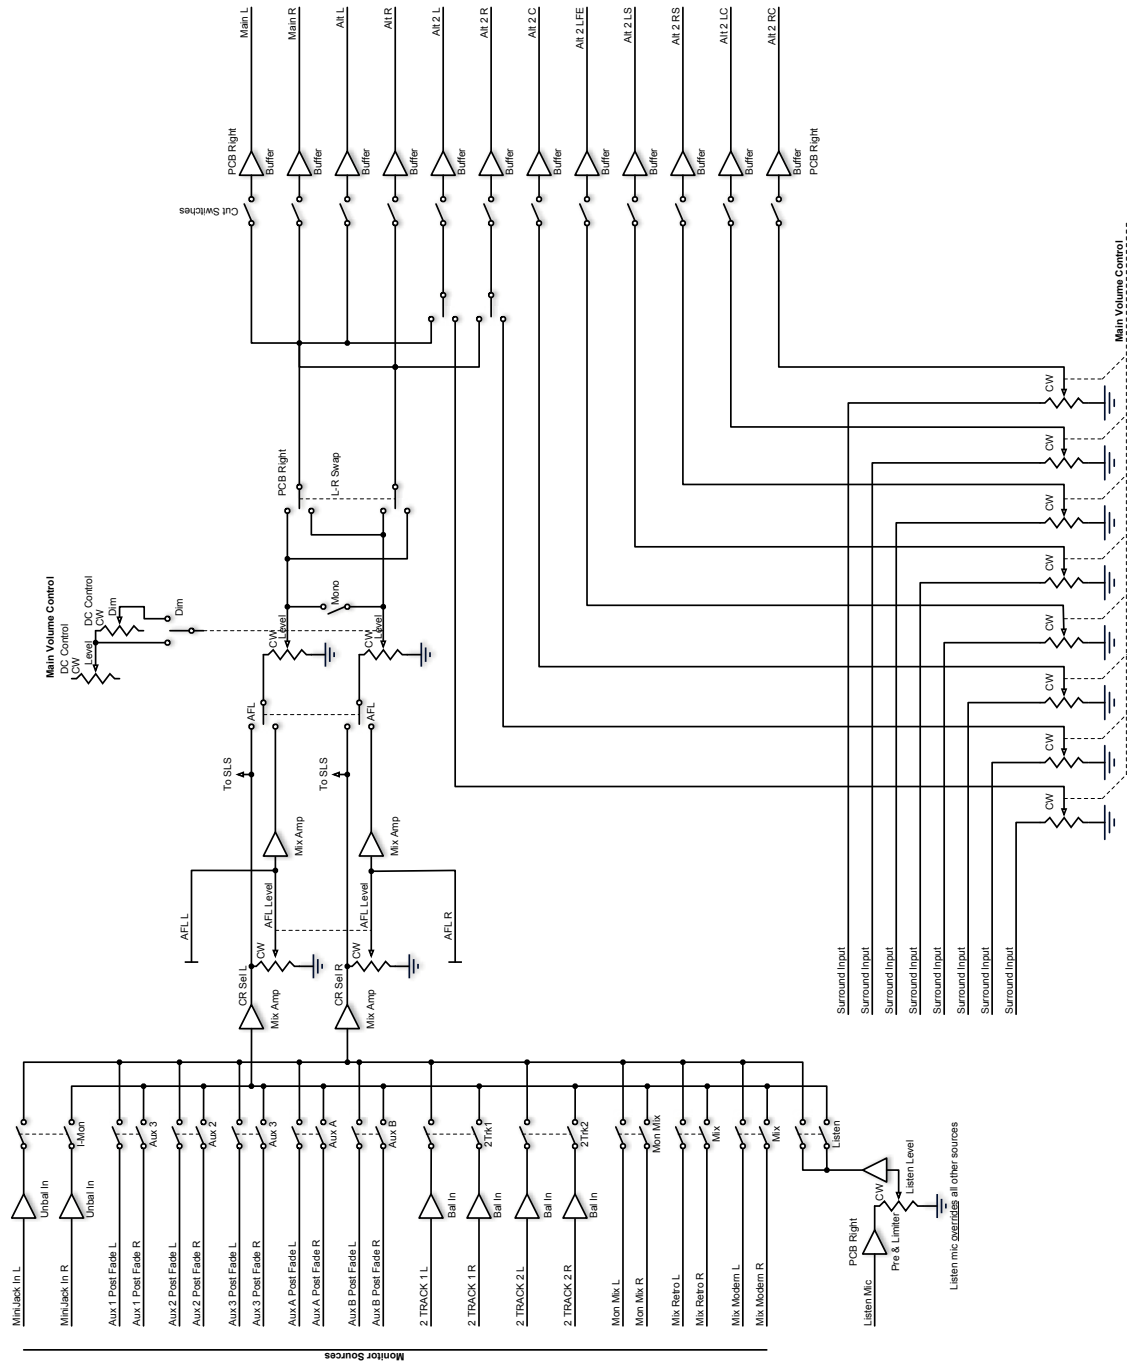 Main L
Main R
Alt L
Alt R
Alt 2 L
Alt 2 R
Alt 2 C
Alt 2 LFE
Alt 2 LS
Alt 2 RS
Alt 2 LC
Alt 2 RC
PCB Right
Buffer
Buffer
Buffer
Buffer
Buffer
Buffer
Buffer
Buffer
Buffer
Buffer
Buffer
Buffer
PCB Right
Cut Switches
Main Volume Control
PCB Right
L-R Swap
Main Volume Control
DC Control
CW
Level
DC Control
CW
Dim
Dim
Mono
CW
Level
CW
Level
AFL
AFL
To SLS
To SLS
Mix Amp
Mix Amp
AFL L
AFL Level
AFL Level
AFL R
CW
CW
CR Sel L
Mix Amp
CR Sel R
Mix Amp
CW
CW
CW
CW
CW
CW
CW
CW
Surround Input
Surround Input
Surround Input
Surround Input
Surround Input
Surround Input
Surround Input
Surround Input
I-Mon
Aux 3
Aux 2
Aux 3
Aux A
Aux B
2Trk1
2Trk2
Mon Mix
Mix
Mix
Listen
Unbal In
Unbal In
Bal In
Bal In
Bal In
Bal In
CW
Listen Level
PCB Right
Pre & Limiter
Listen Mic
Listen mic overrides all other sources
MiniJack In L
MiniJack In R
Aux 1 Post Fade L
Aux 1 Post Fade R
Aux 2 Post Fade L
Aux 2 Post Fade R
Aux 3 Post Fade L
Aux 3 Post Fade R
Aux A Post Fade L
Aux A Post Fade R
Aux B Post Fade L
Aux B Post Fade R
2 TRACK 1 L
2 TRACK 1 R
2 TRACK 2 L
2 TRACK 2 R
Mon Mix L
Mon Mix R
Mix Retro L
Mix Retro R
Mix Modern L
Mix Modern R
Monitor Sources